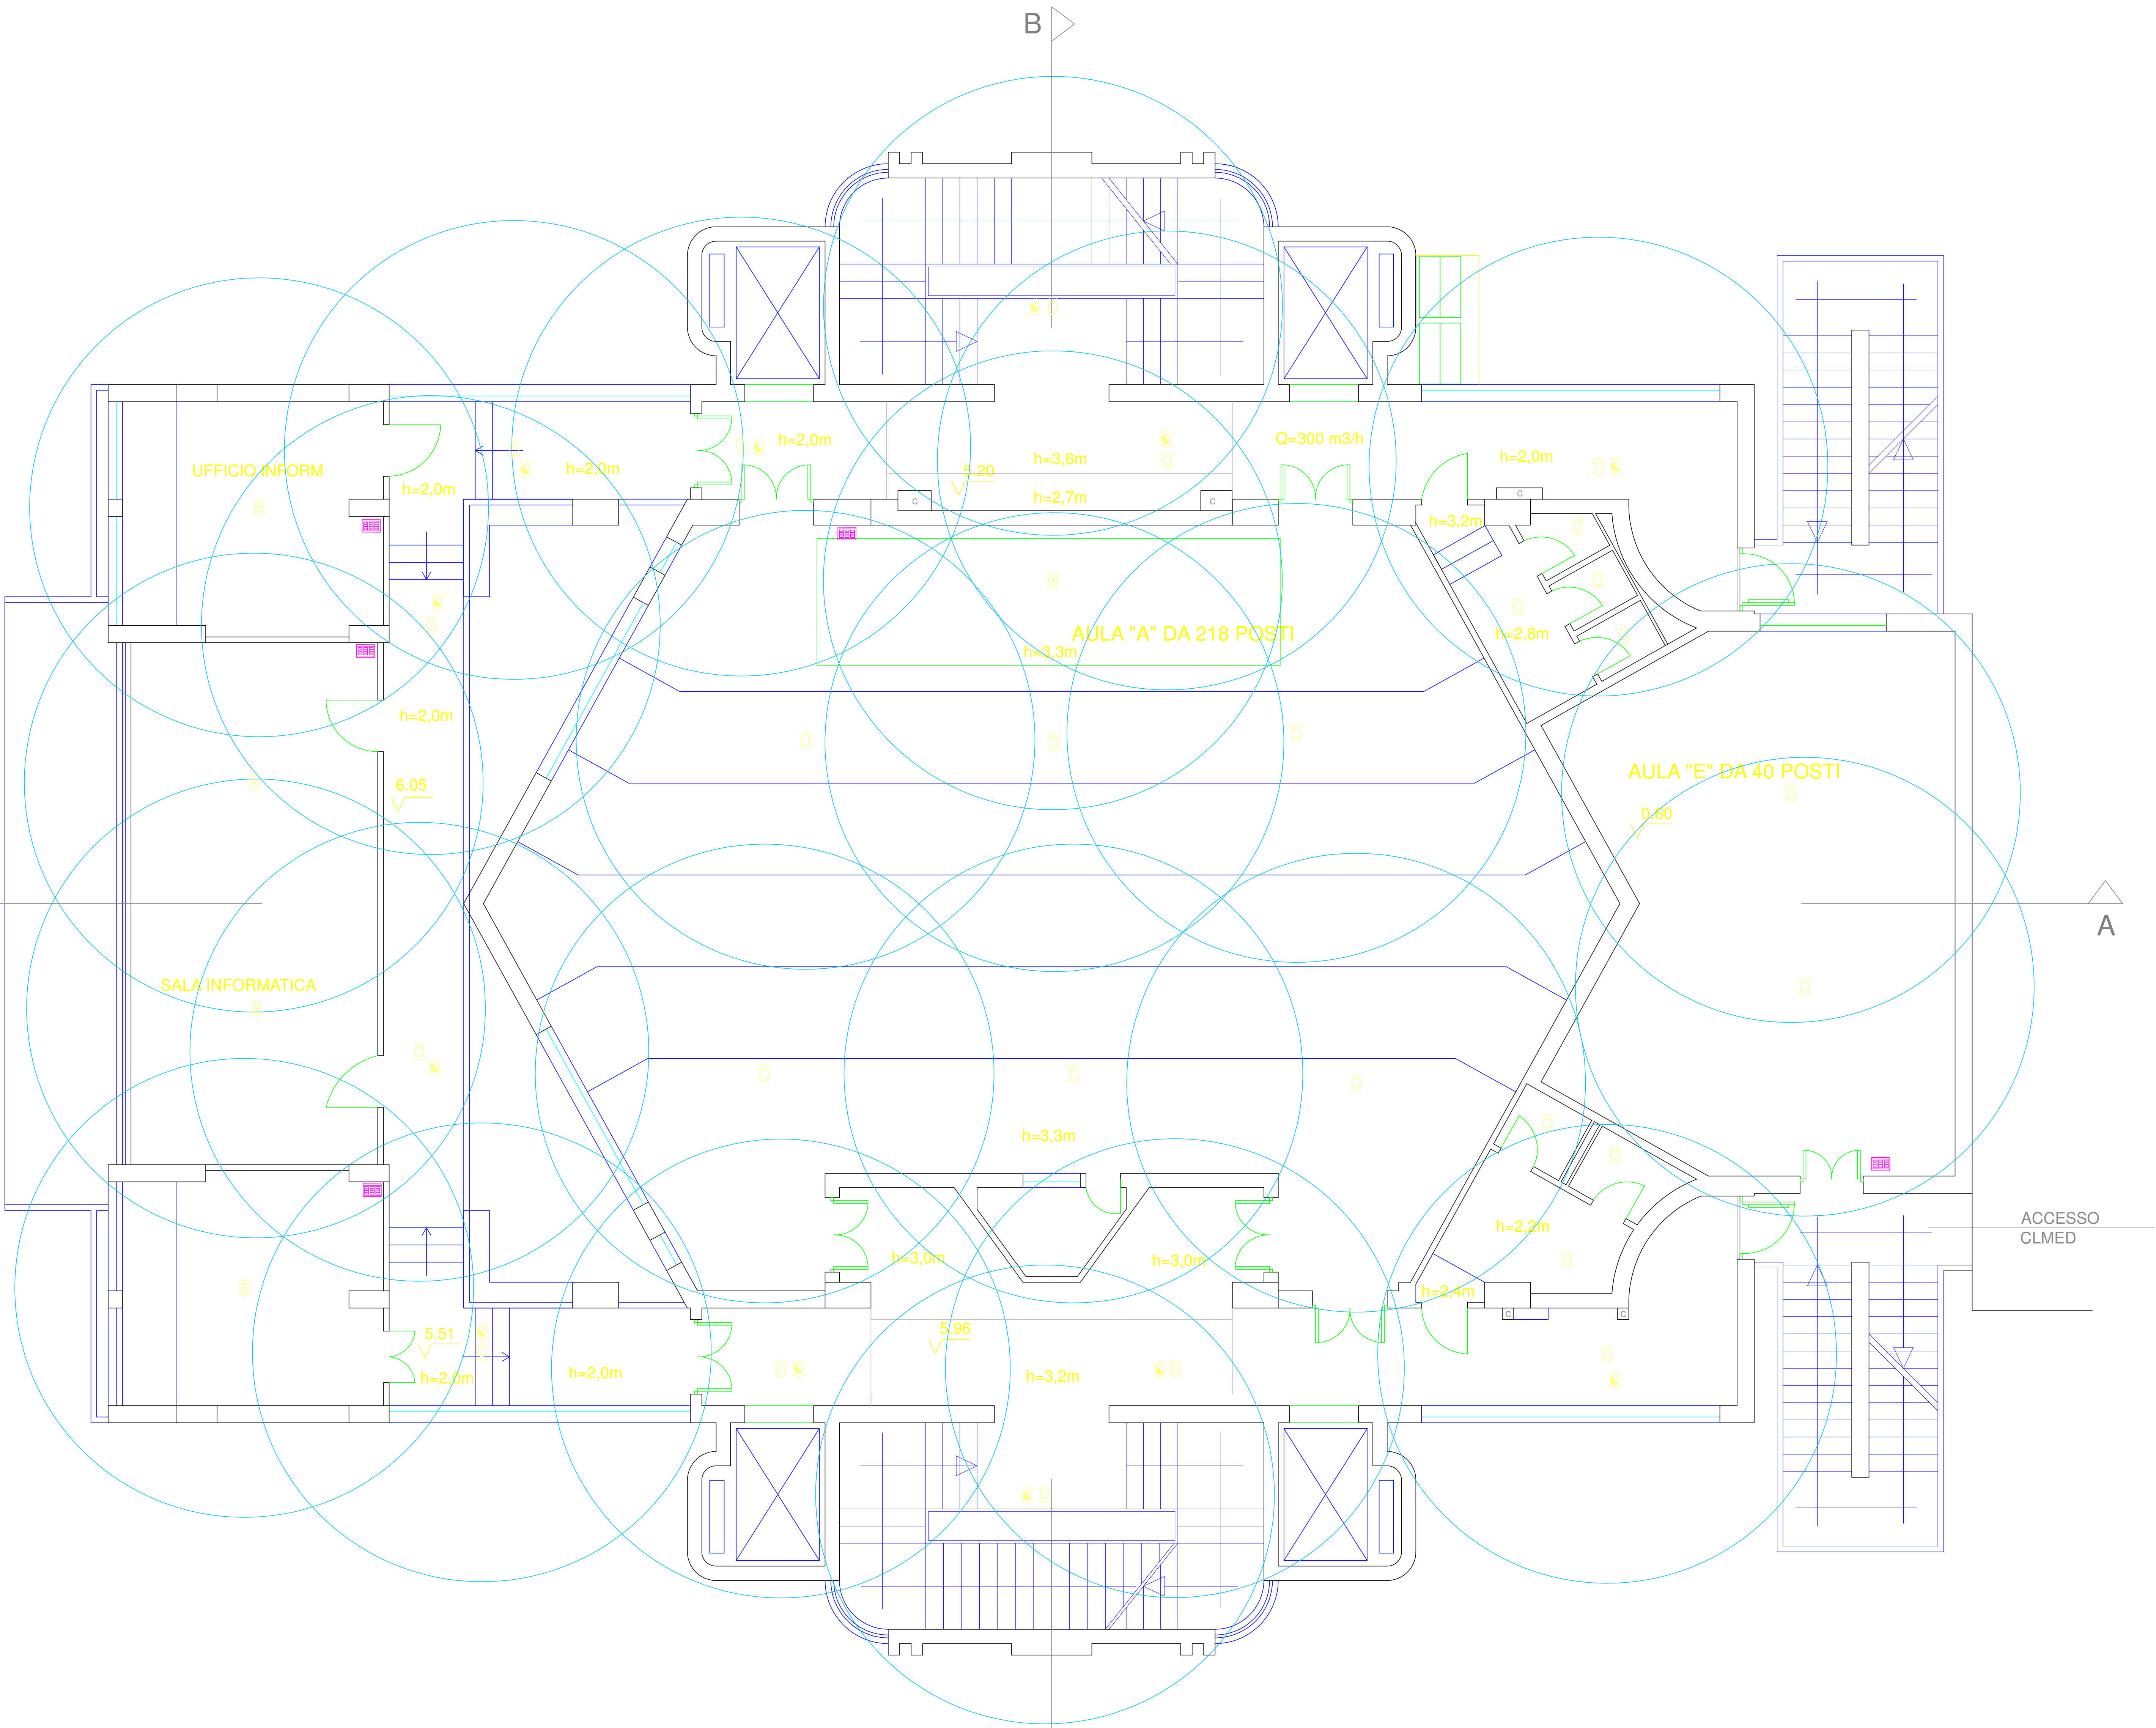 B
Q=300 m3/h
h=2,0m
h=3,6m
h=2,0m
UFFICIO INFORM
h=2,0m
5.20
h=2,0m
h=2,7m
C
C
C
h=3,2m
AULA "A" DA 218 POSTI
h=2,8m
h=3,3m
h=2,0m
AULA "E" DA 40 POSTI
6.05
0.60
A
SALA INFORMATICA
h=3,3m
ACCESSO
CLMED
h=2,2m
h=3,0m
h=3,0m
h=2,4m
C
C
5.51
5.96
h=2,0m
h=2,0m
h=3,2m